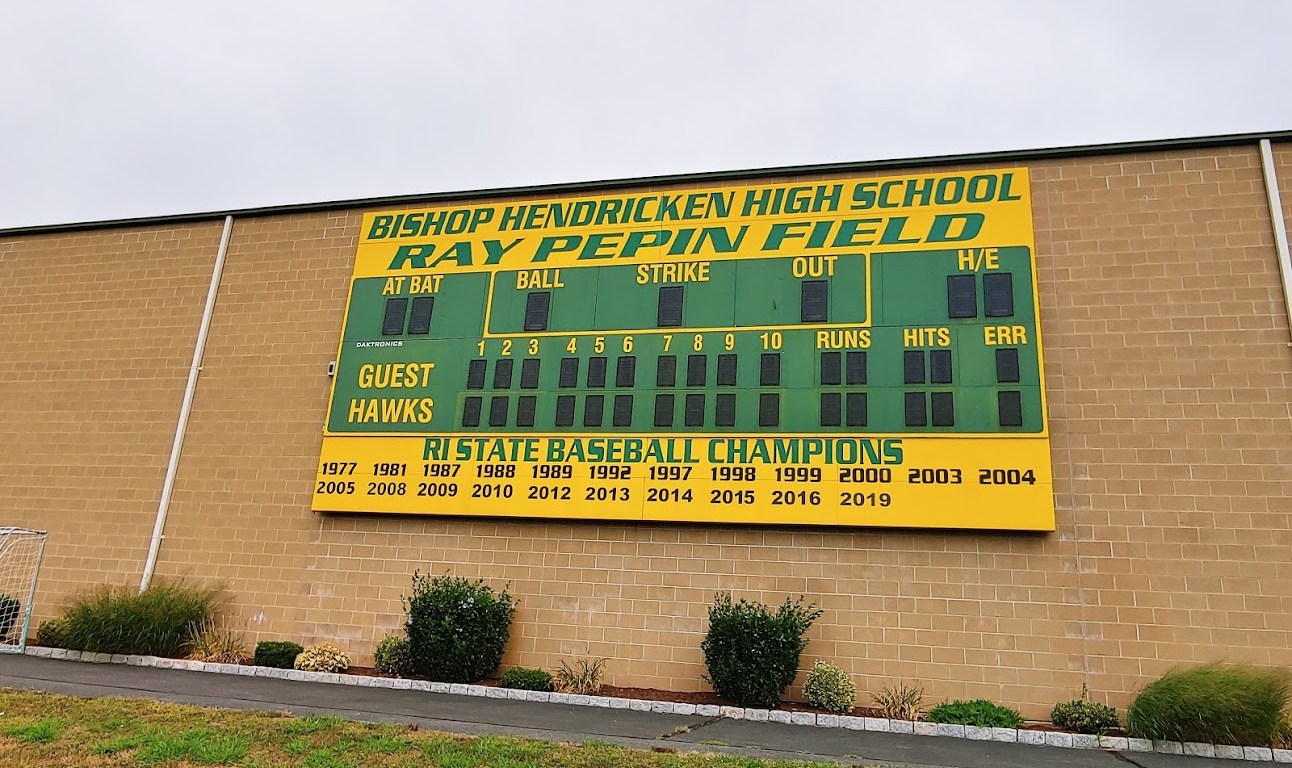 BISHOP HENDRICKEN HIGH SCHOOL
RAY PEPIN FIELD
AT BAT BALL STRIKE OUT H/E
DAKTRONICS
1 2 3 4 5 6 7 8 9 10 RUNS HITS ERR
GUEST
HAWKS
RI STATE BASEBALL CHAMPIONS
1977 1981 1987 1988 1989 1992 1997 1998 1999 2000 2003 2004
2005 2008 2009 2010 2012 2013 2014 2015 2016 2019